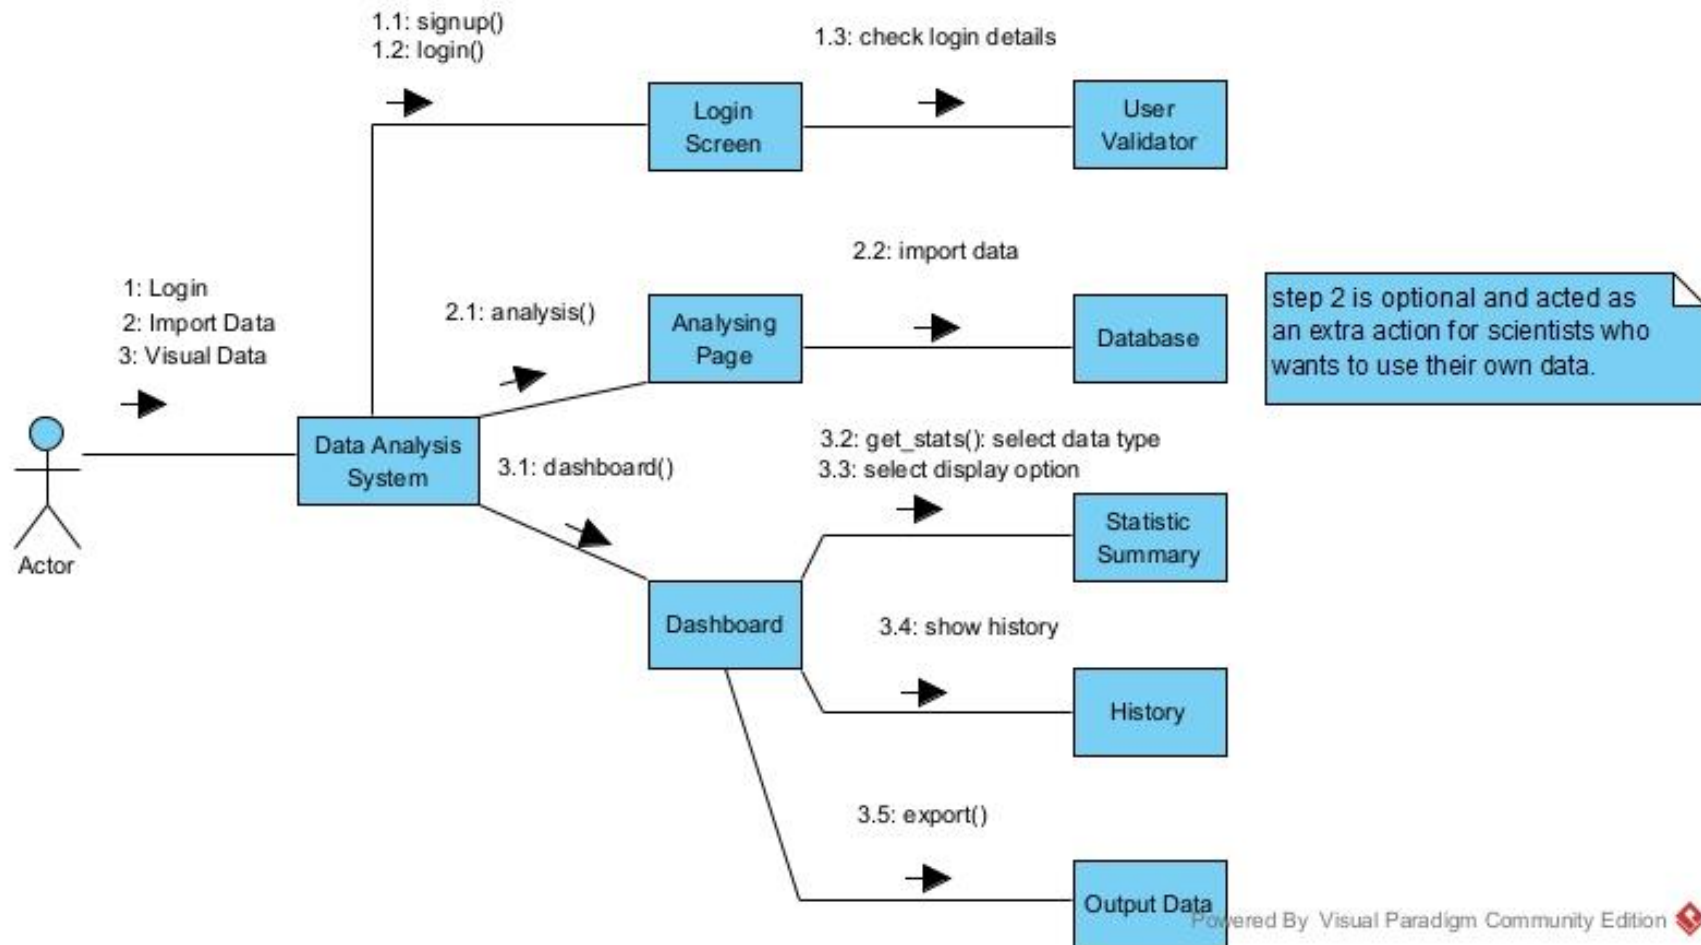 1.1: signup()
1.2: login()
1.3: check login details
Login
Screen
User
Validator
2.2: import data
1: Login
2: Import Data
3: Visual Data
2.1: analysis()
Analysing
Page
Database
step 2 is optional and acted as
an extra action for scientists who
wants to use their own data.
Data Analysis
System
3.1: dashboard()
3.2: get_stats(): select data type
3.3: select display option
Statistic
Summary
Actor
Dashboard
3.4: show history
History
3.5: export()
Output Data
Powered By Visual Paradigm Community Edition